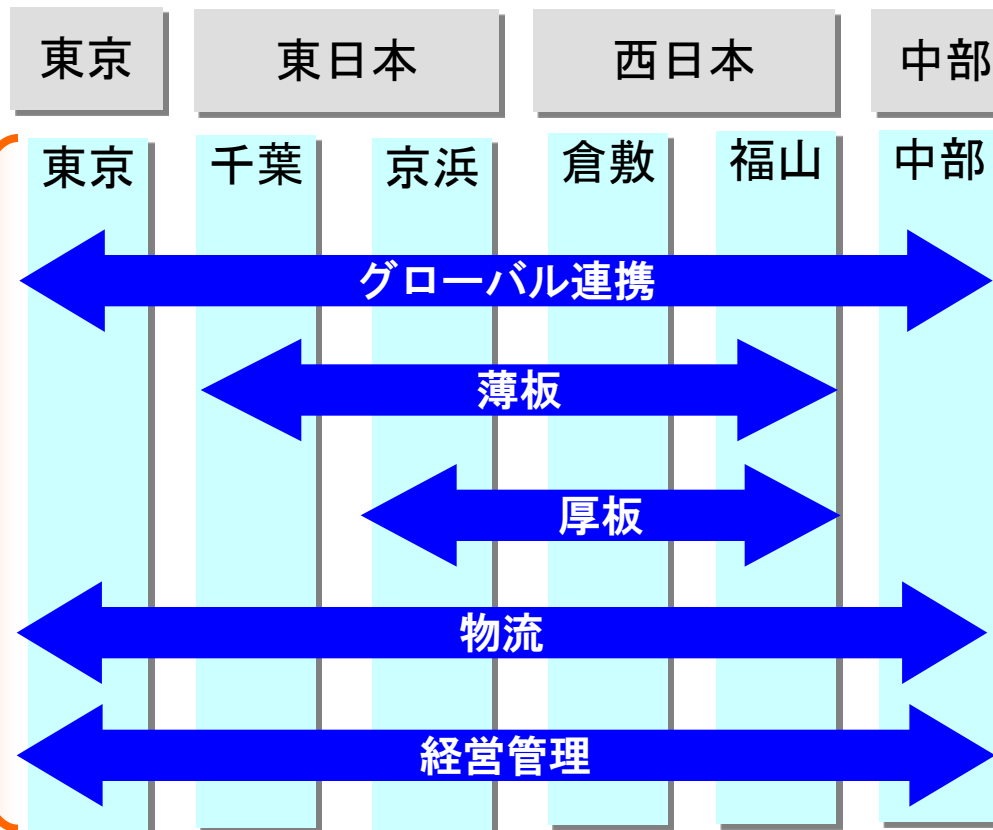 東京 東日本 西日本 中部
東京 千葉 京浜 倉敷 福山 中部
グローバル連携
薄板
厚板
物流
経営管理